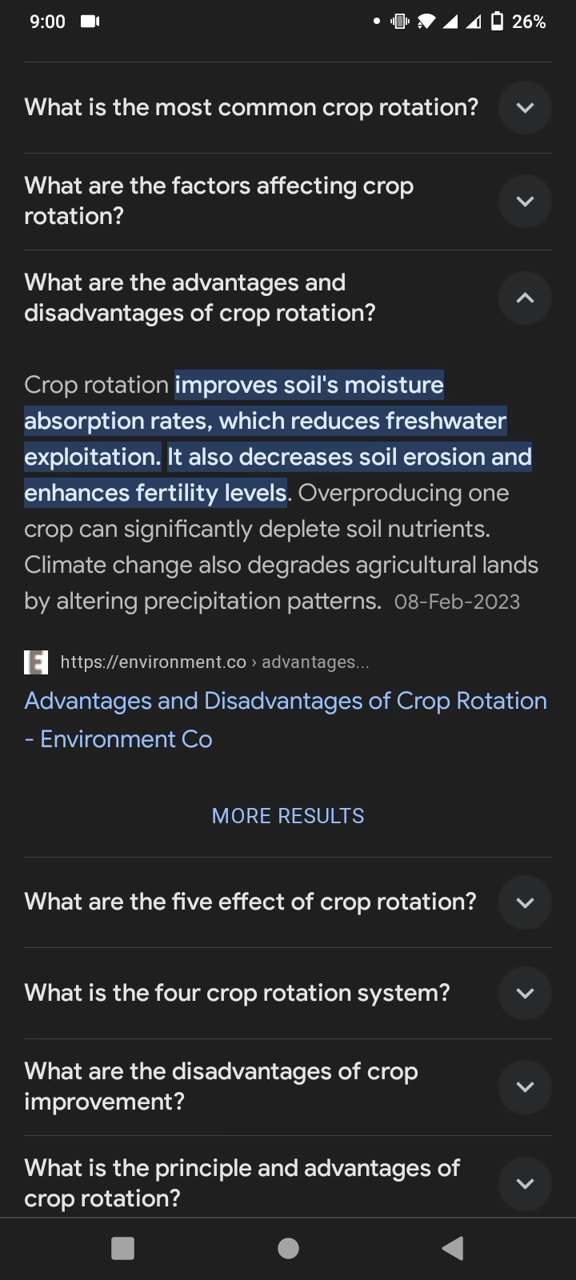 9:00
26%
What is the most common crop rotation?
What are the factors affecting crop
rotation?
What are the advantages and
disadvantages of crop rotation?
Crop rotation improves soil's moisture
absorption rates, which reduces freshwater
exploitation. It also decreases soil erosion and
enhances fertility levels. Overproducing one
crop can significantly deplete soil nutrients.
Climate change also degrades agricultural lands
by altering precipitation patterns. 08-Feb-2023
E
https://environment.co › advantages...
Advantages and Disadvantages of Crop Rotation
- Environment Co
MORE RESULTS
What are the five effect of crop rotation?
What is the four crop rotation system?
What are the disadvantages of crop
improvement?
What is the principle and advantages of
crop rotation?